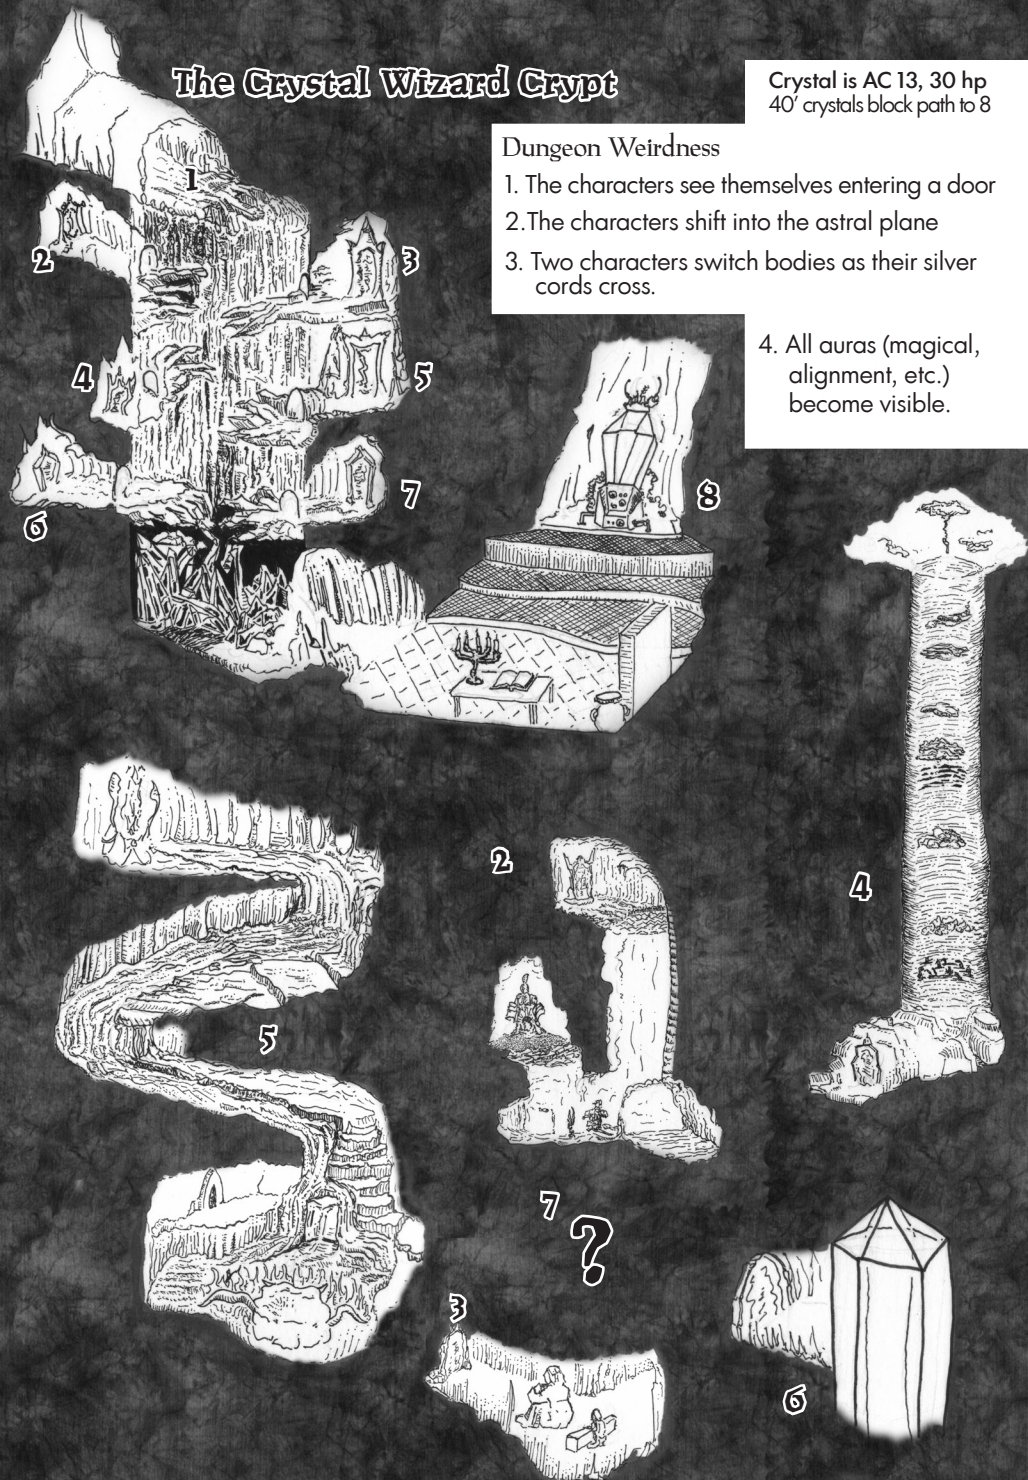 The Crystal Wizard Crypt
Crystal is AC 13, 30 hp
40' crystals block path to 8
Dungeon Weirdness
1. The characters see themselves entering a door
2.The characters shift into the astral plane
3. Two characters switch bodies as their silver
cords cross.
4. All auras (magical,
alignment, etc.)
become visible.
1
2
3
4
5
6
7
8
2
4
5
7
?
3
6